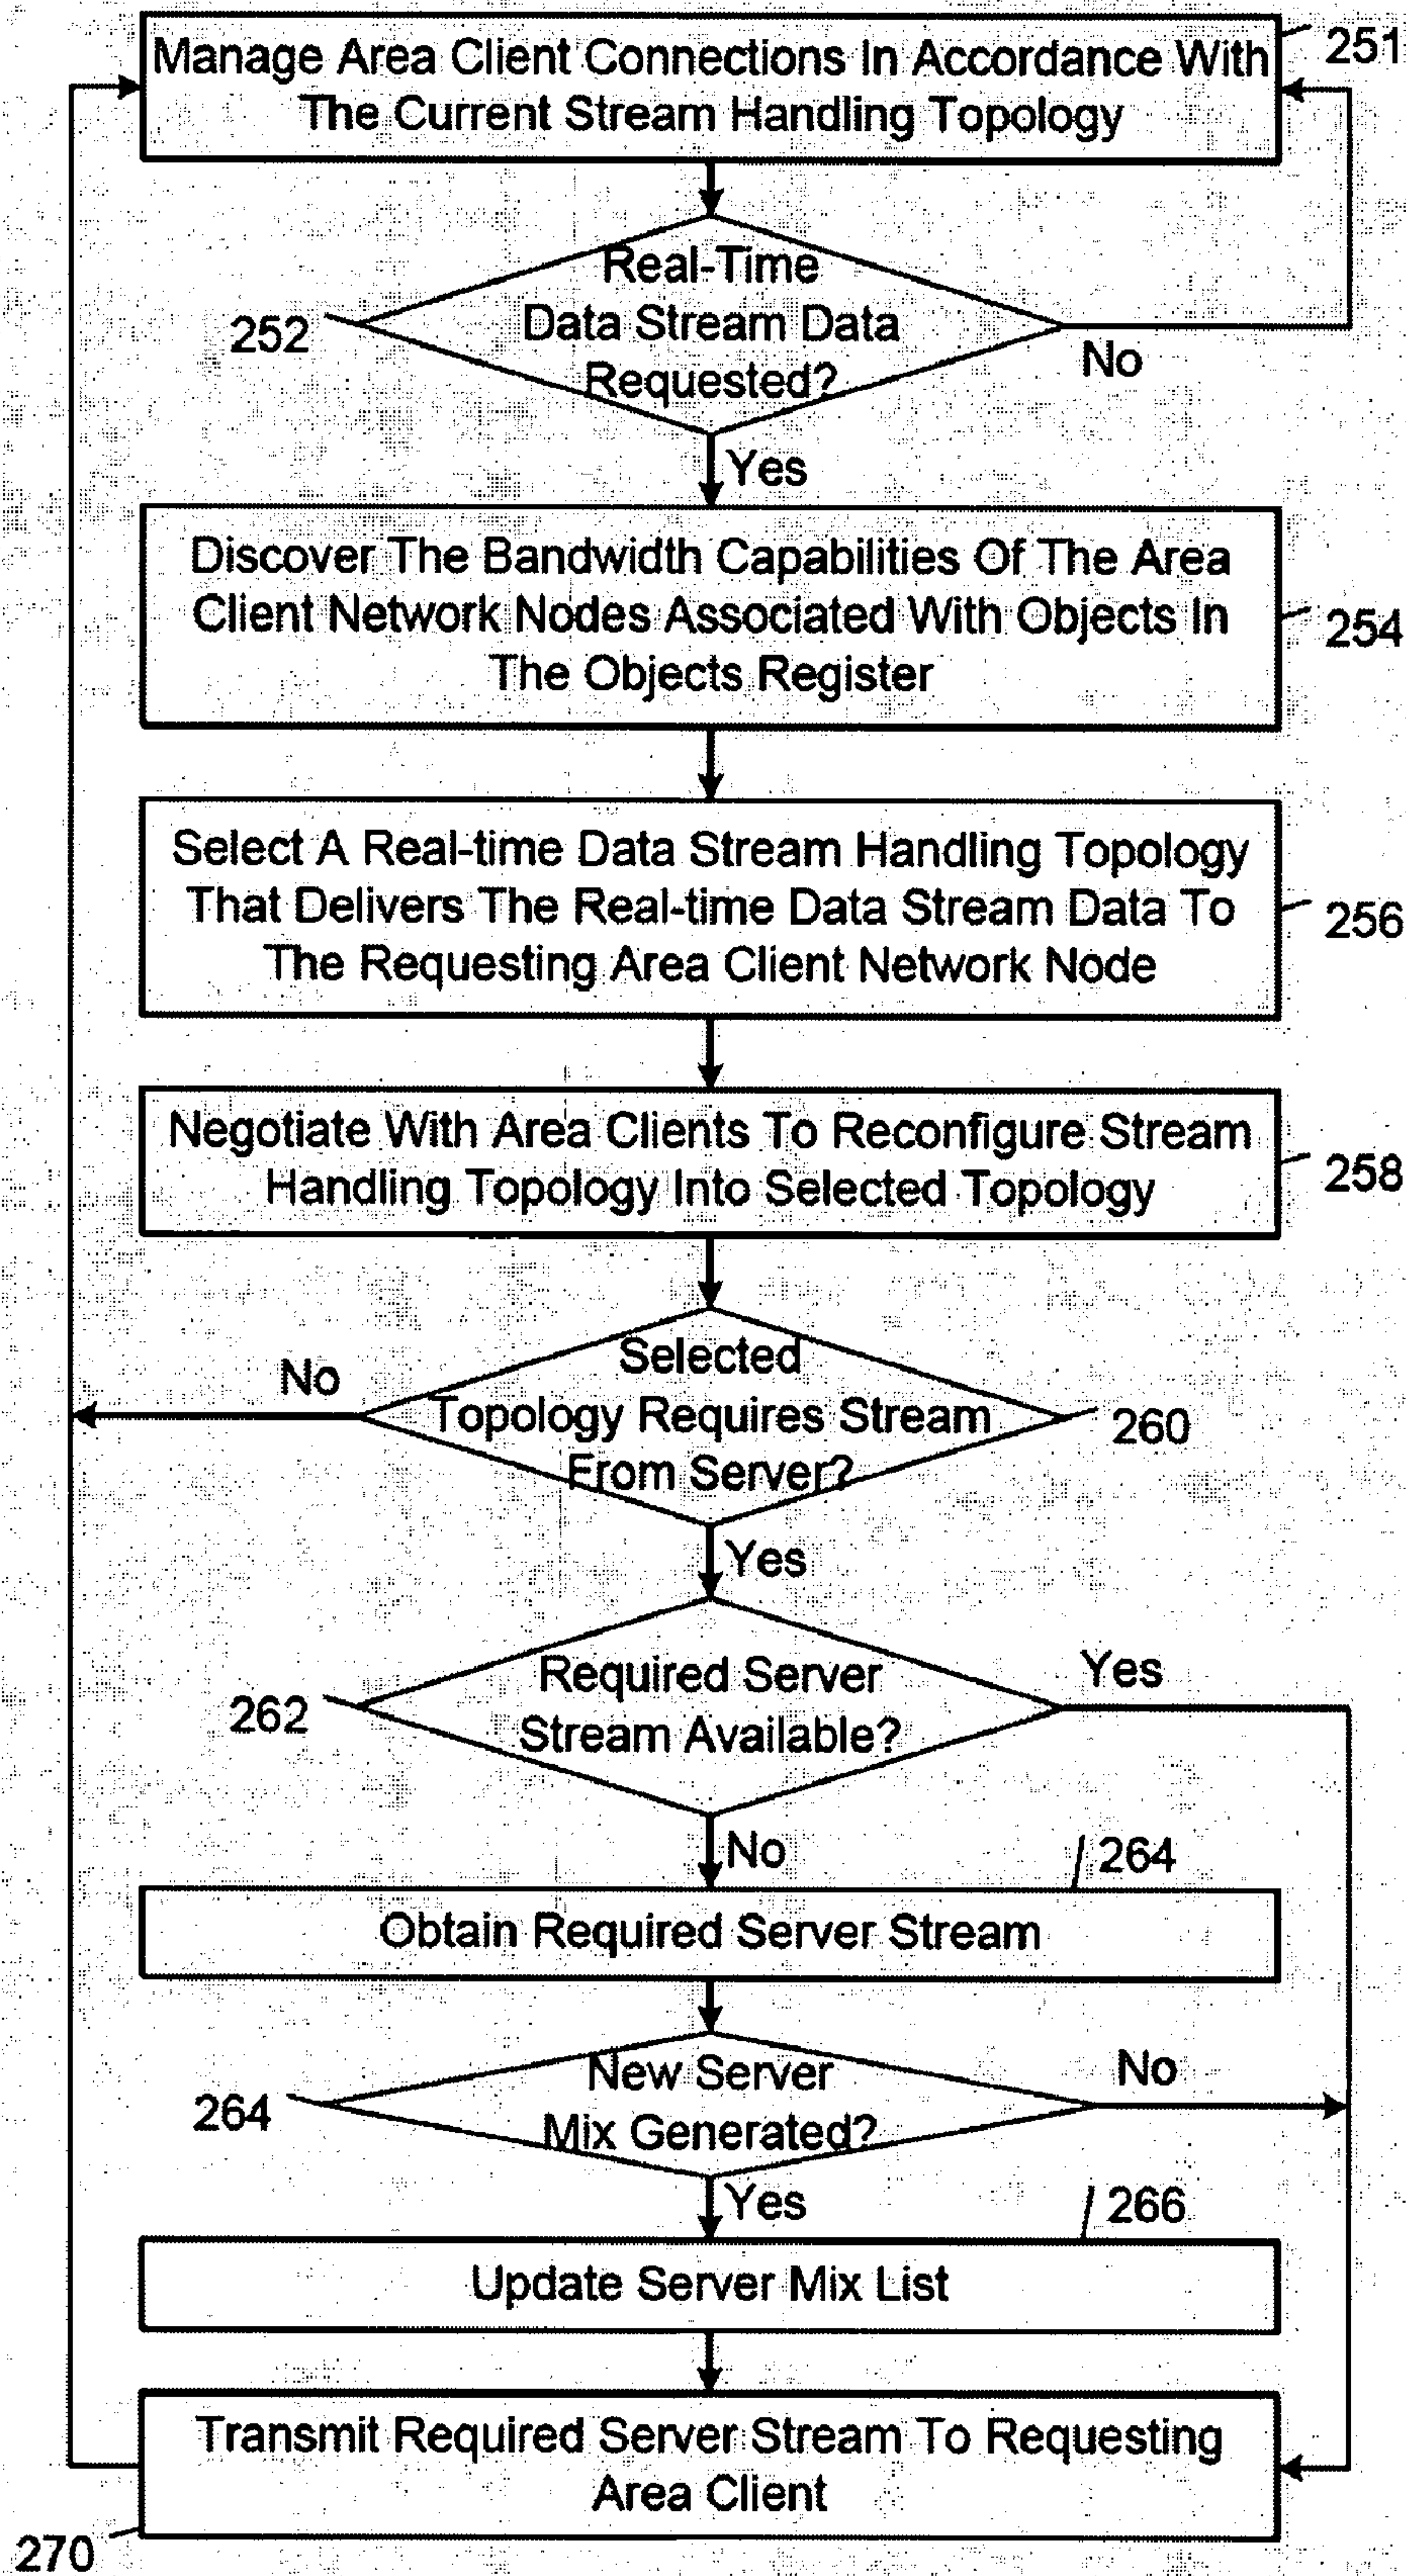 Manage Area Client Connections In Accordance With
The Current Stream Handling Topology
251
Real-Time
Data Stream Data
Requested?
252
No
Yes
Discover The Bandwidth Capabilities Of The Area
Client Network Nodes Associated With Objects In
The Objects Register
254
Select A Real-time Data Stream Handling Topology
That Delivers The Real-time Data Stream Data To
The Requesting Area Client Network Node
256
Negotiate With Area Clients To Reconfigure Stream
Handling Topology Into Selected Topology
258
No
Selected
Topology Requires Stream
From Server?
260
Yes
Required Server
Stream Available?
262
Yes
No
264
Obtain Required Server Stream
New Server
Mix Generated?
264
No
Yes
266
Update Server Mix List
Transmit Required Server Stream To Requesting
Area Client
270